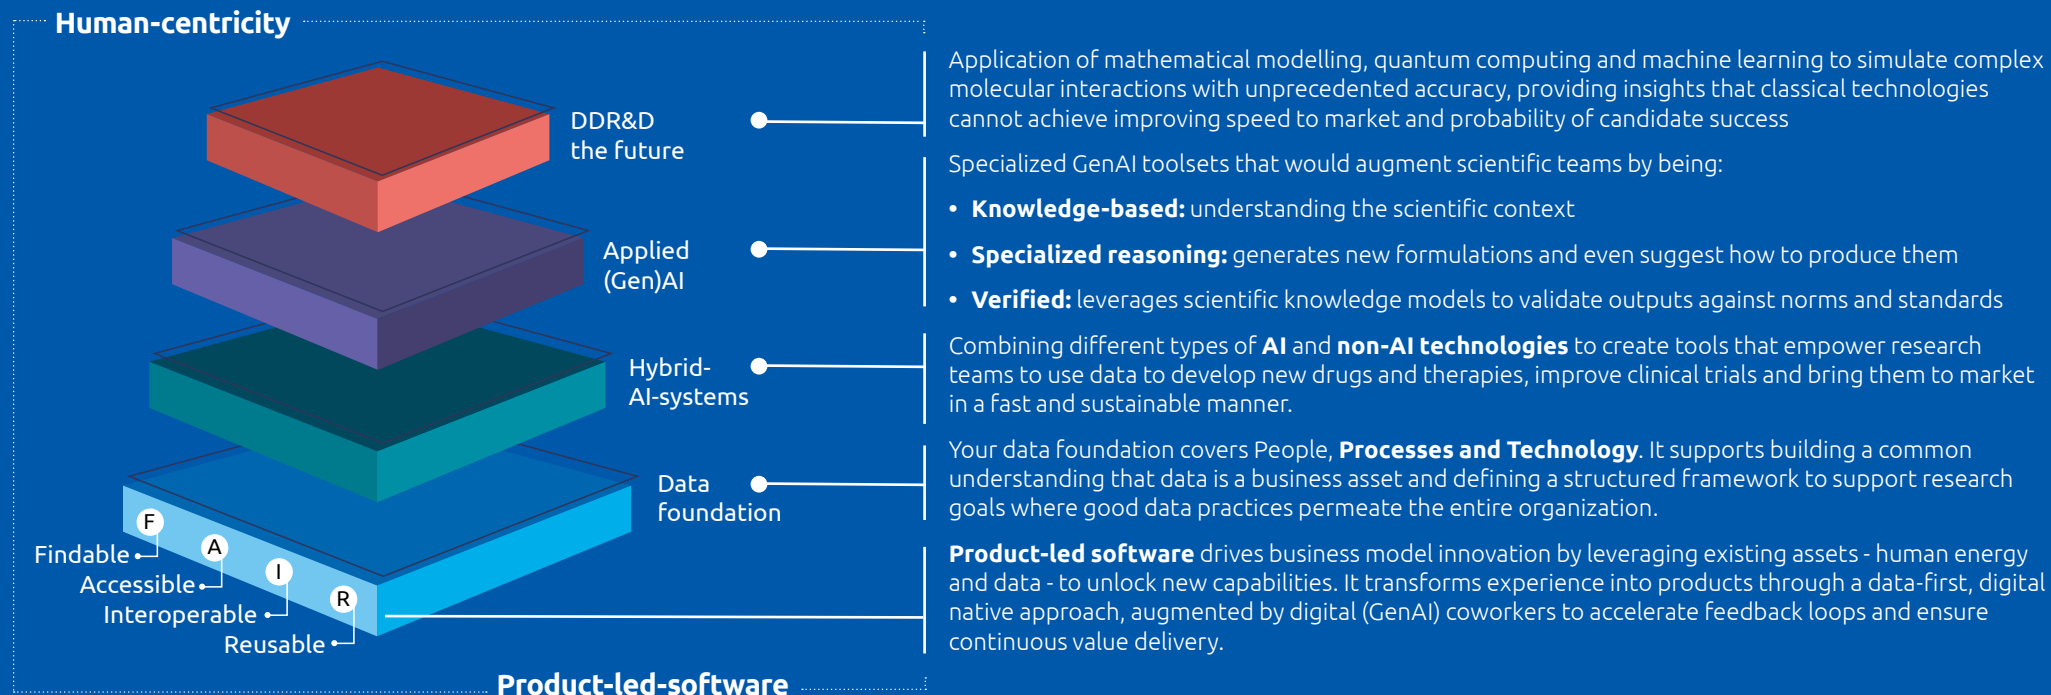 Human-centricity
DDR&D
the future
Application of mathematical modelling, quantum computing and machine learning to simulate complex
molecular interactions with unprecedented accuracy, providing insights that classical technologies
cannot achieve improving speed to market and probability of candidate success
Applied
(Gen)AI
Specialized GenAI toolsets that would augment scientific teams by being:
• Knowledge-based: understanding the scientific context
• Specialized reasoning: generates new formulations and even suggest how to produce them
• Verified: leverages scientific knowledge models to validate outputs against norms and standards
Hybrid-
AI-systems
Combining different types of AI and non-AI technologies to create tools that empower research
teams to use data to develop new drugs and therapies, improve clinical trials and bring them to market
in a fast and sustainable manner.
Data
foundation
Your data foundation covers People, Processes and Technology. It supports building a common
understanding that data is a business asset and defining a structured framework to support research
goals where good data practices permeate the entire organization.
F
Findable
A
Accessible
I
Interoperable
R
Reusable
Product-led software drives business model innovation by leveraging existing assets - human energy
and data - to unlock new capabilities. It transforms experience into products through a data-first, digital
native approach, augmented by digital (GenAI) coworkers to accelerate feedback loops and ensure
continuous value delivery.
Product-led-software